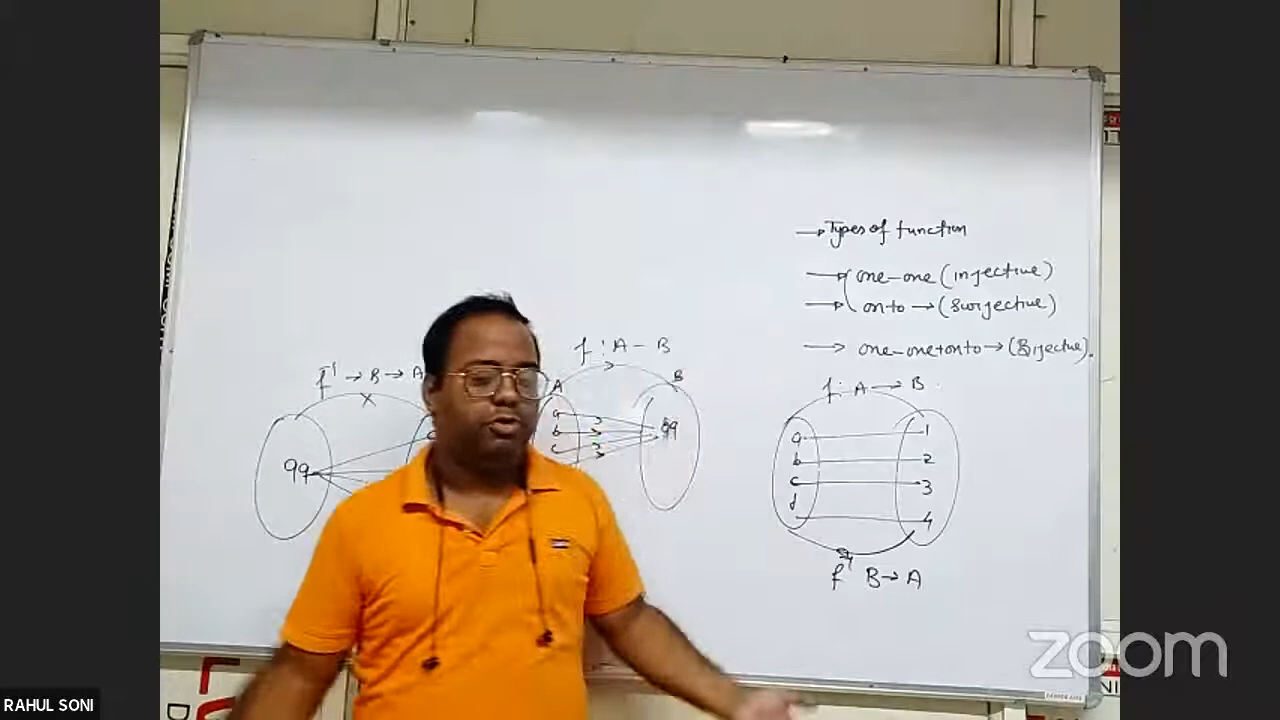 → Types of function
→ one-one (injective)
→ onto → (Surjective)
→ one-one+onto → (Bijective).
f : A → B
a 1
b 2
c 3
d 4
f⁻¹ B → A
f : A - B
A B
a
b
c
99
f⁻¹ → B → A
x
99
zoom
RAHUL SONI